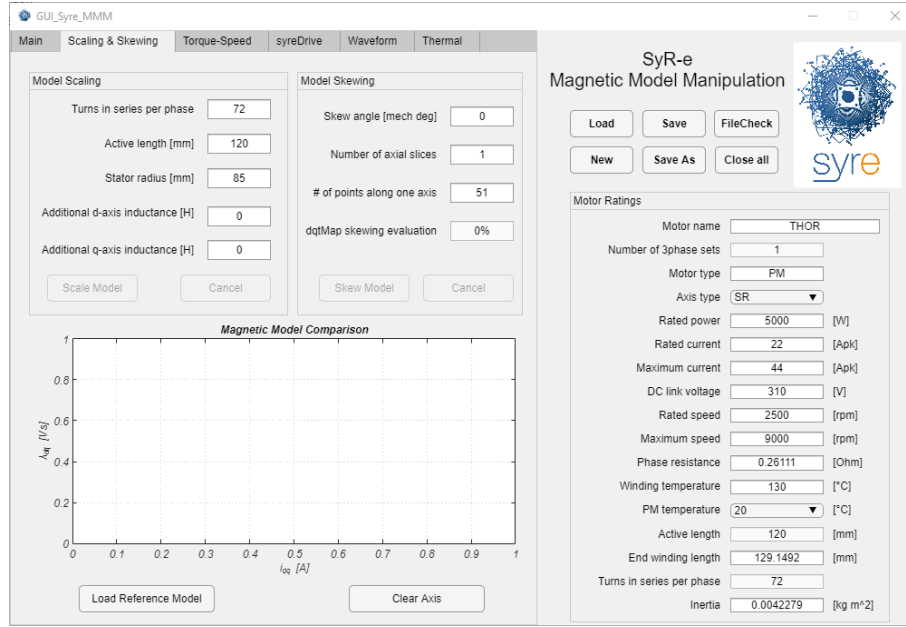 GUI_Syre_MMM
Main Scaling & Skewing Torque-Speed syreDrive Waveform Thermal
Model Scaling
Turns in series per phase 72
Active length [mm] 120
Stator radius [mm] 85
Additional d-axis inductance [H] 0
Additional q-axis inductance [H] 0
Scale Model Cancel
Model Skewing
Skew angle [mech deg] 0
Number of axial slices 1
# of points along one axis 51
dqtMap skewing evaluation 0%
Skew Model Cancel
Magnetic Model Comparison
1
0.8
0.6
0.4
0.2
0
λdq [Vs]
0 0.1 0.2 0.3 0.4 0.5 0.6 0.7 0.8 0.9 1
idq [A]
Load Reference Model Clear Axis
SyR-e
Magnetic Model Manipulation
Load Save FileCheck
New Save As Close all
syre
Motor Ratings
Motor name THOR
Number of 3phase sets 1
Motor type PM
Axis type SR
Rated power 5000 [W]
Rated current 22 [Apk]
Maximum current 44 [Apk]
DC link voltage 310 [V]
Rated speed 2500 [rpm]
Maximum speed 9000 [rpm]
Phase resistance 0.26111 [Ohm]
Winding temperature 130 [°C]
PM temperature 20 [°C]
Active length 120 [mm]
End winding length 129.1492 [mm]
Turns in series per phase 72
Inertia 0.0042279 [kg m^2]